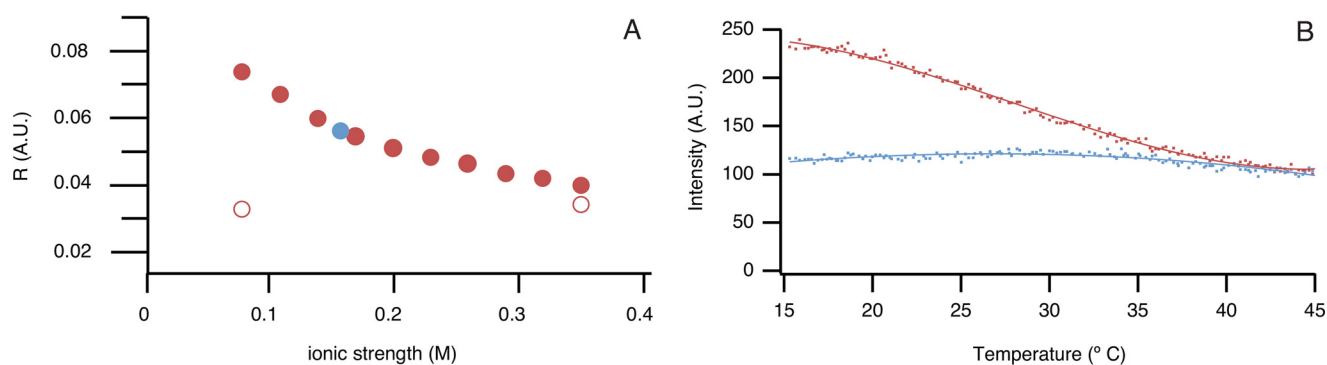 A
R (A.U.)
0.08
0.06
0.04
0.02
0 0.1 0.2 0.3 0.4
ionic strength (M)
B
Intensity (A.U.)
250
200
150
100
50
0
15 20 25 30 35 40 45
Temperature (º C)